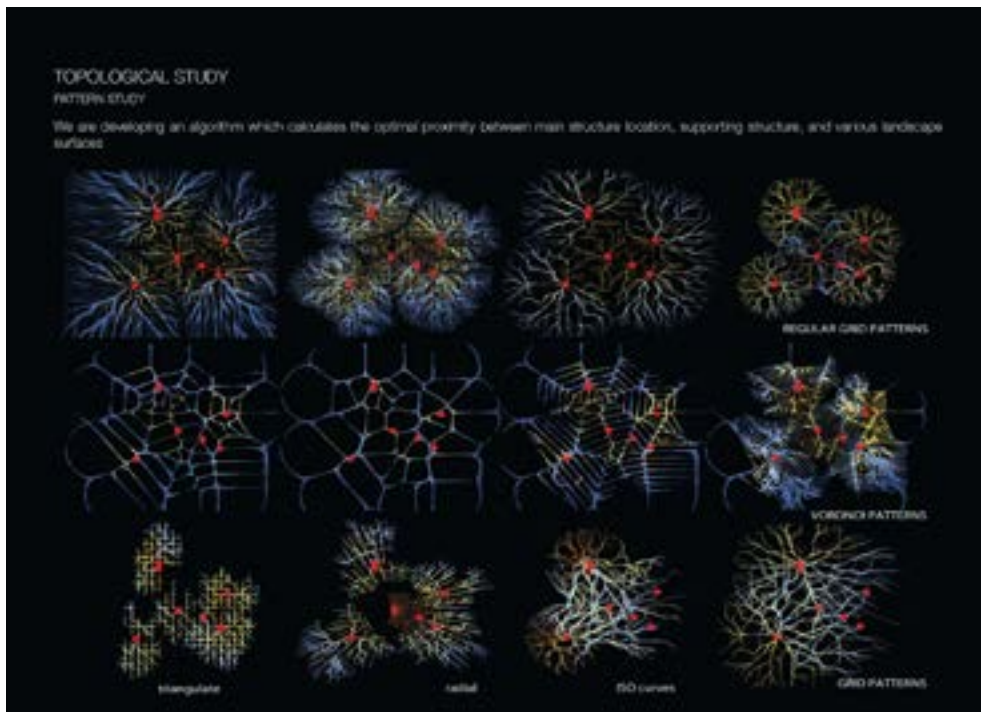 TOPOLOGICAL STUDY
PATTERN STUDY
We are developing an algorithm which calculates the optimal proximity between main structure location, supporting structure, and various landscape
surfaces
REGULAR GRID PATTERNS
VORONOI PATTERNS
triangulate
radial
ISO curves
GRID PATTERNS